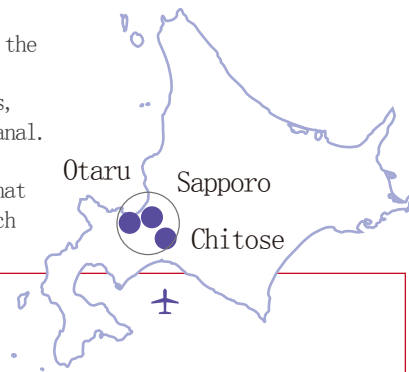 the
s,
anal.
hat
ch
Otaru
Sapporo
Chitose